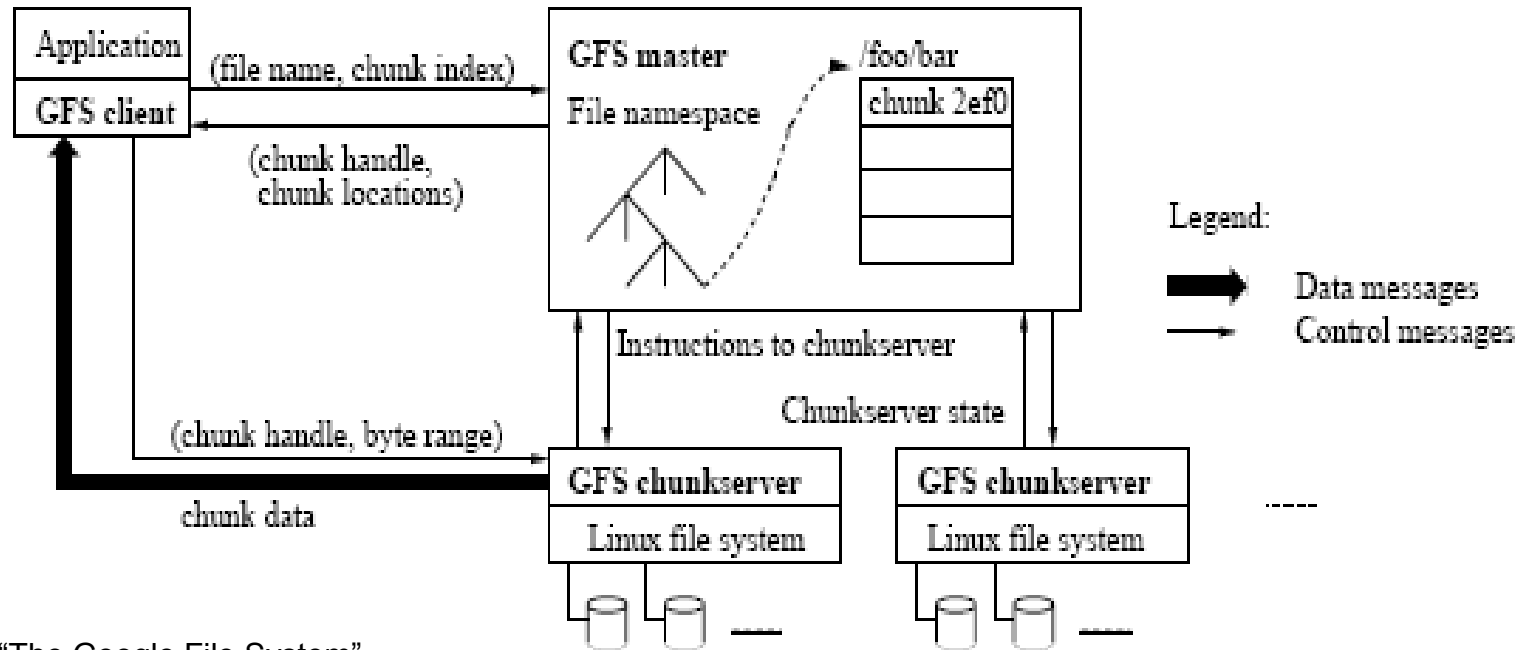 Application
GFS client
(file name, chunk index)
(chunk handle,
chunk locations)
GFS master
File namespace
/foo/bar
chunk 2ef0
Legend:
Data messages
Control messages
Instructions to chunkserver
Chunkserver state
(chunk handle, byte range)
chunk data
GFS chunkserver
Linux file system
GFS chunkserver
Linux file system
“The Google File System”